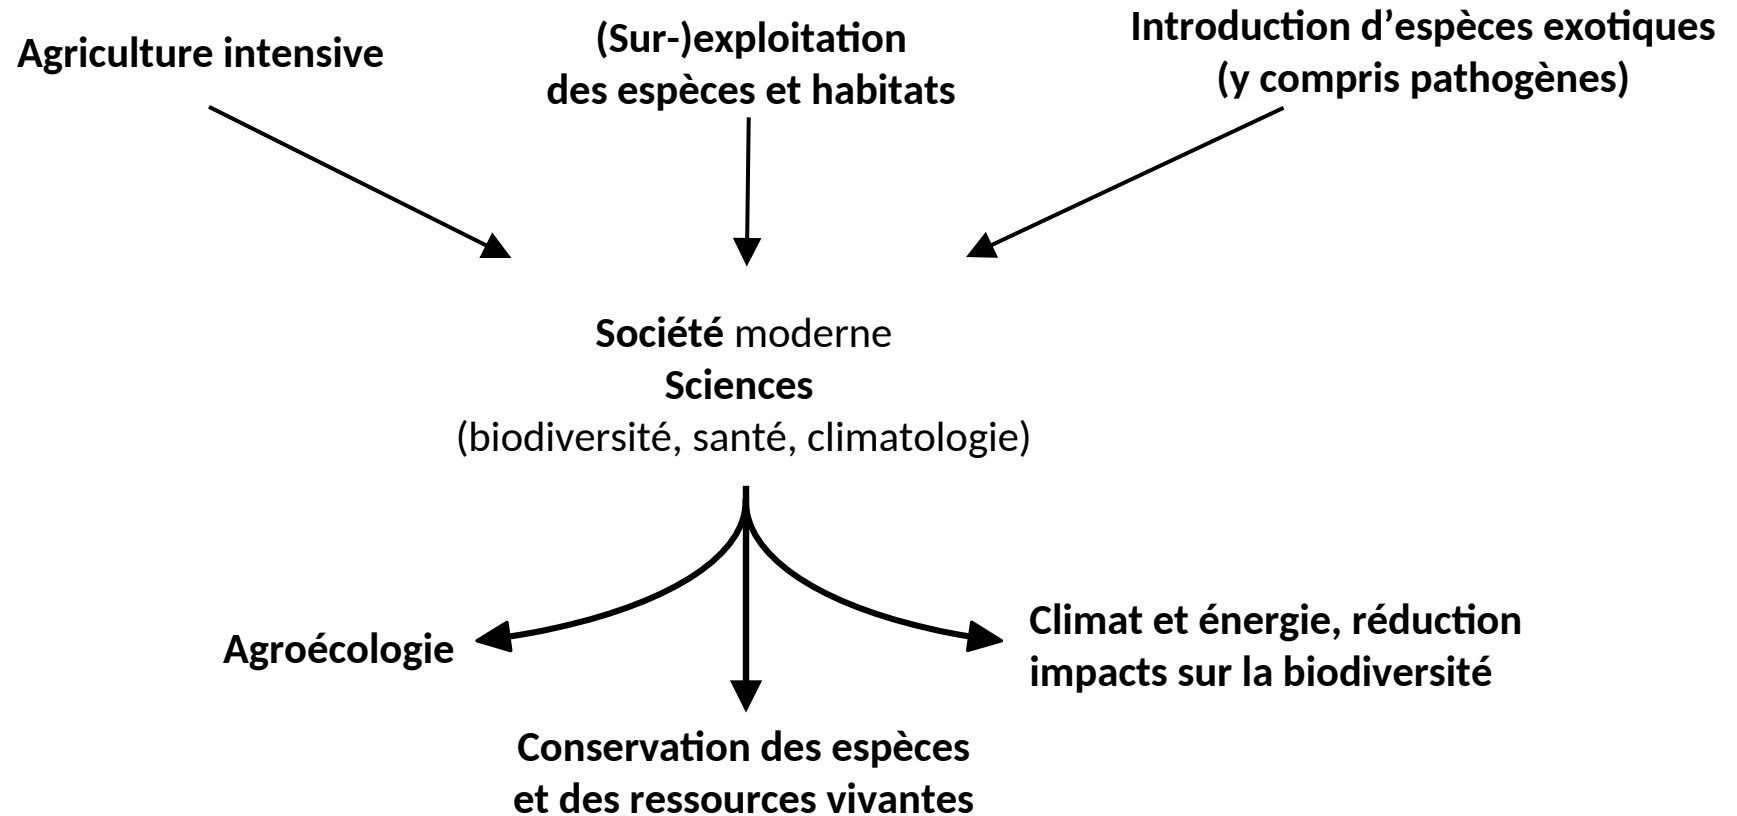 Agriculture intensive
(Sur-)exploitation
des espèces et habitats
Introduction d’espèces exotiques
(y compris pathogènes)
Société moderne
Sciences
(biodiversité, santé, climatologie)
Agroécologie
Climat et énergie, réduction
impacts sur la biodiversité
Conservation des espèces
et des ressources vivantes